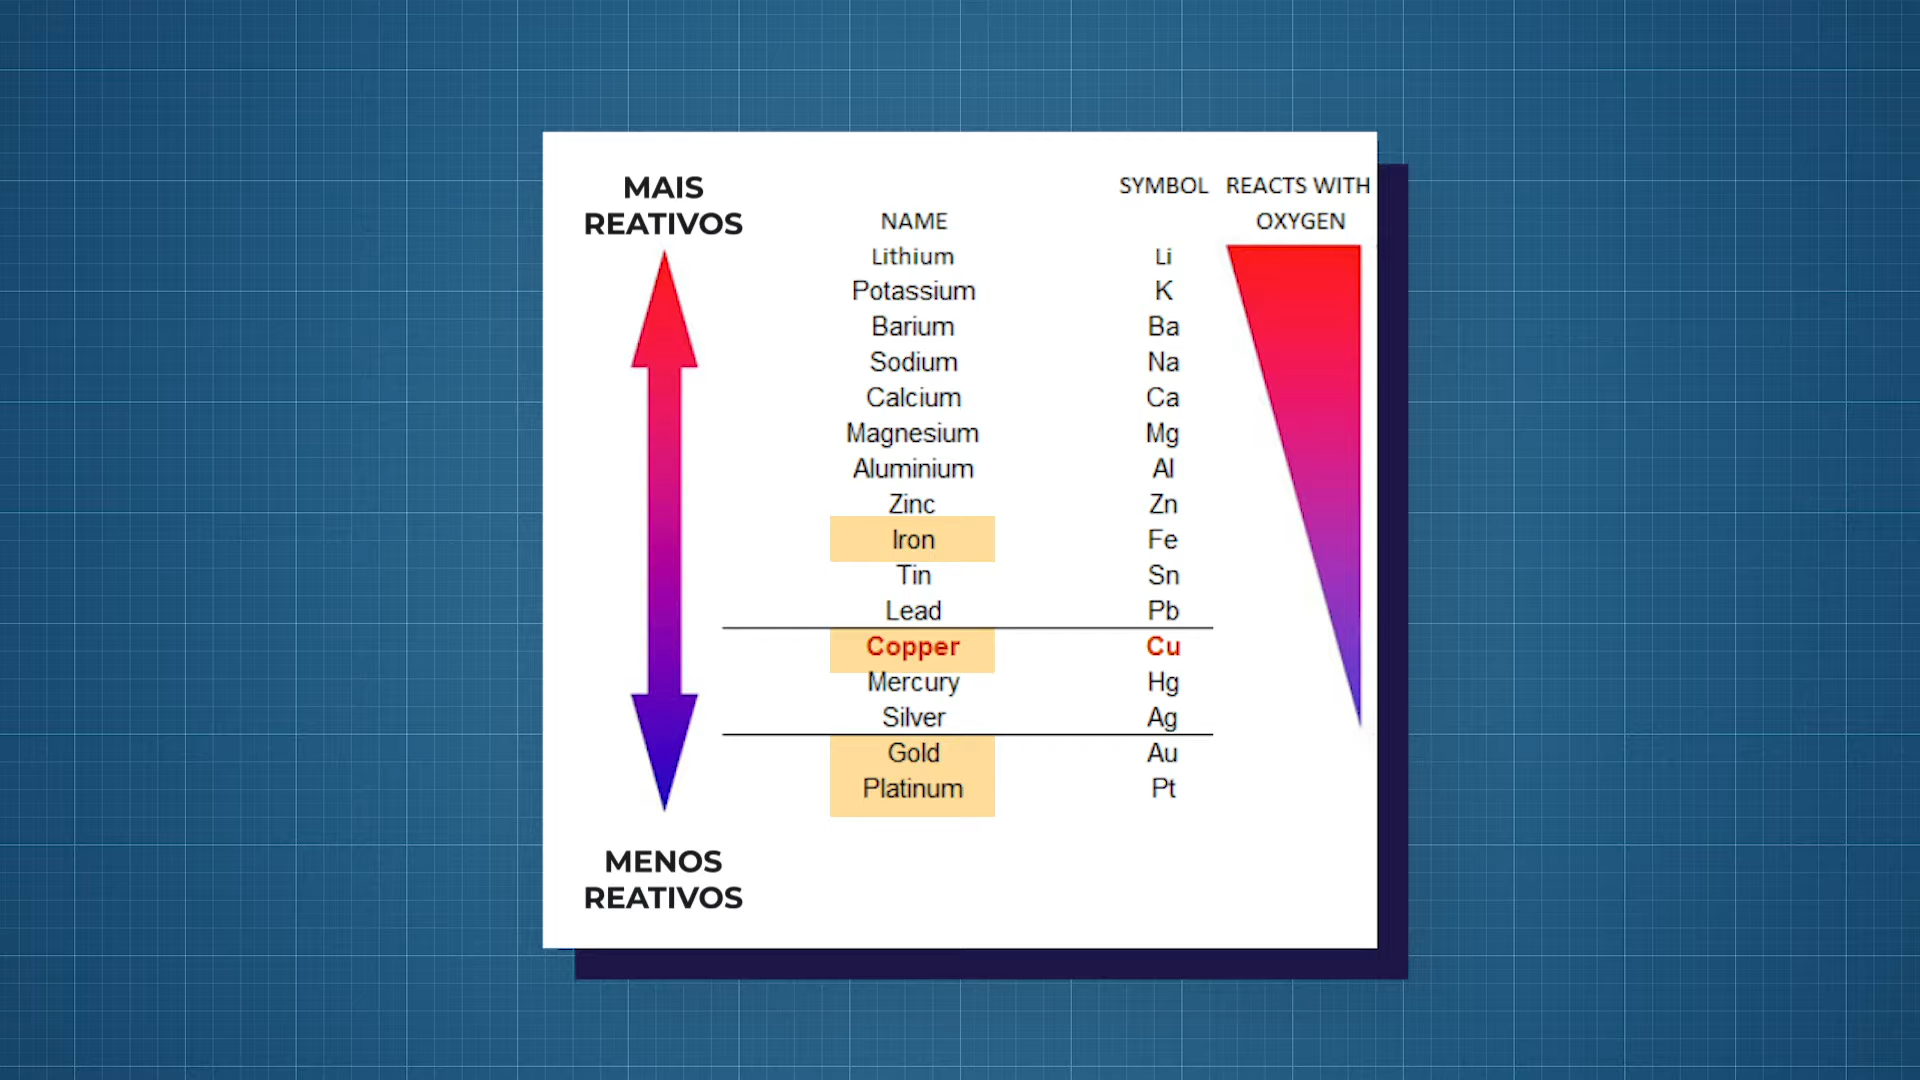 MAIS
REATIVOS
SYMBOL REACTS WITH
NAME OXYGEN
Lithium Li
Potassium K
Barium Ba
Sodium Na
Calcium Ca
Magnesium Mg
Aluminium Al
Zinc Zn
Iron Fe
Tin Sn
Lead Pb
Copper Cu
Mercury Hg
Silver Ag
Gold Au
Platinum Pt
MENOS
REATIVOS